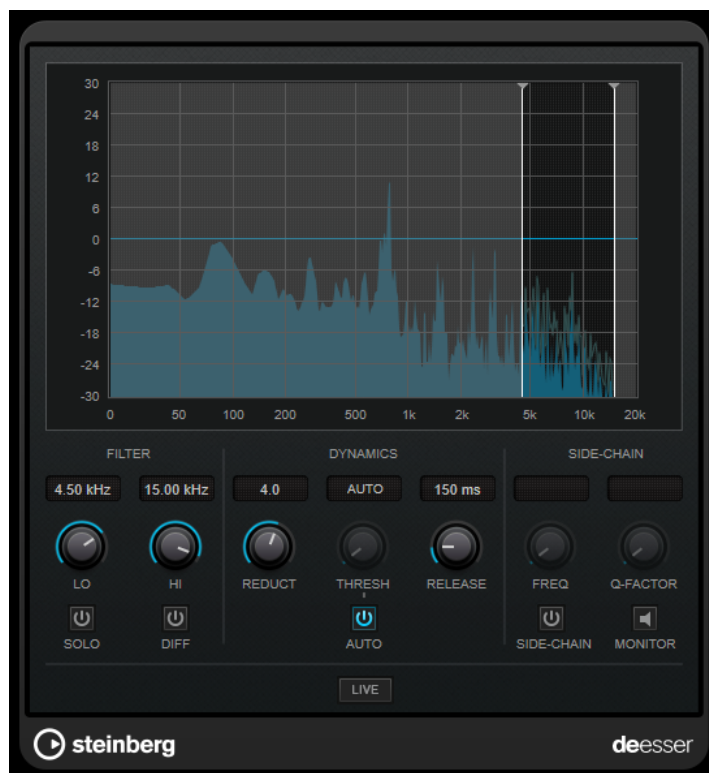 30
24
18
12
6
0
-6
-12
-18
-24
-30
0 50 100 200 500 1k 2k 5k 10k 20k
FILTER DYNAMICS SIDE-CHAIN
4.50 kHz 15.00 kHz 4.0 AUTO 150 ms
LO HI REDUCT THRESH RELEASE FREQ Q-FACTOR
SOLO DIFF AUTO SIDE-CHAIN MONITOR
LIVE
steinberg deesser